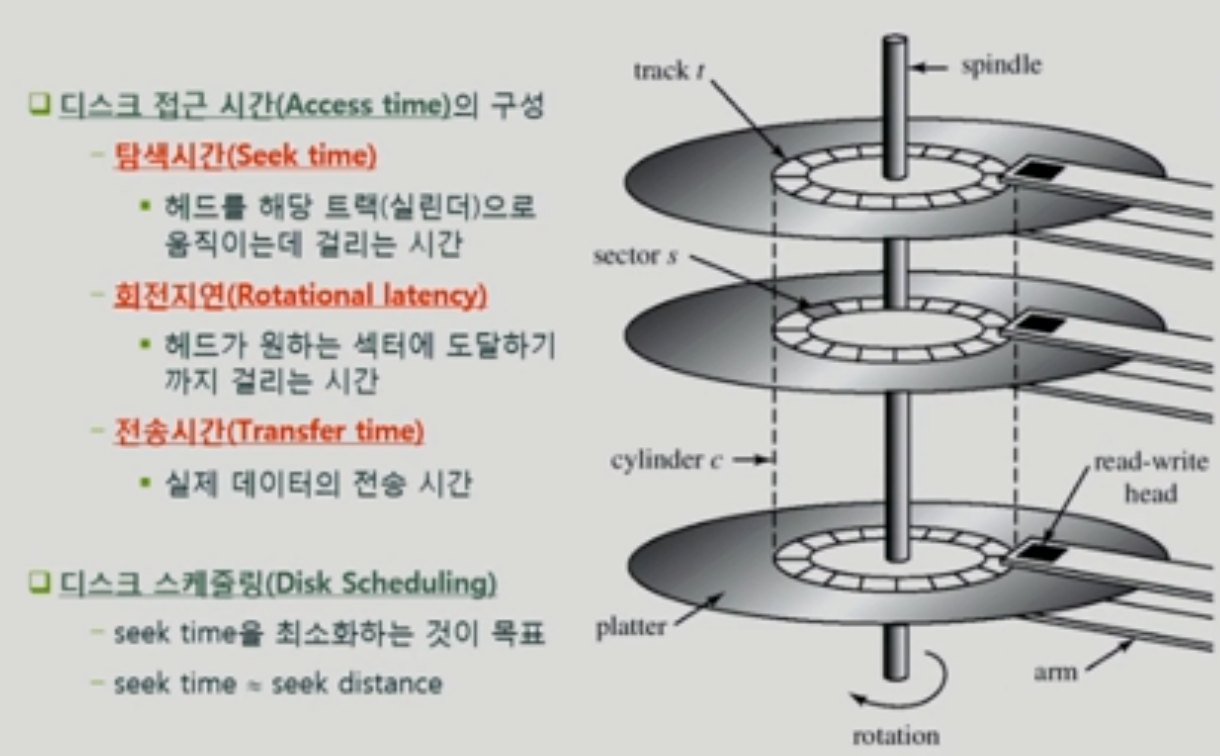 디스크 접근 시간(Access time)의 구성
- 탐색시간(Seek time)
▪ 헤드를 해당 트랙(실린더)으로
움직이는데 걸리는 시간
- 회전지연(Rotational latency)
▪ 헤드가 원하는 섹터에 도달하기
까지 걸리는 시간
- 전송시간(Transfer time)
▪ 실제 데이터의 전송 시간
디스크 스케줄링(Disk Scheduling)
- seek time을 최소화하는 것이 목표
- seek time ≈ seek distance
track t
spindle
sector s
cylinder c
read-write
head
platter
arm
rotation